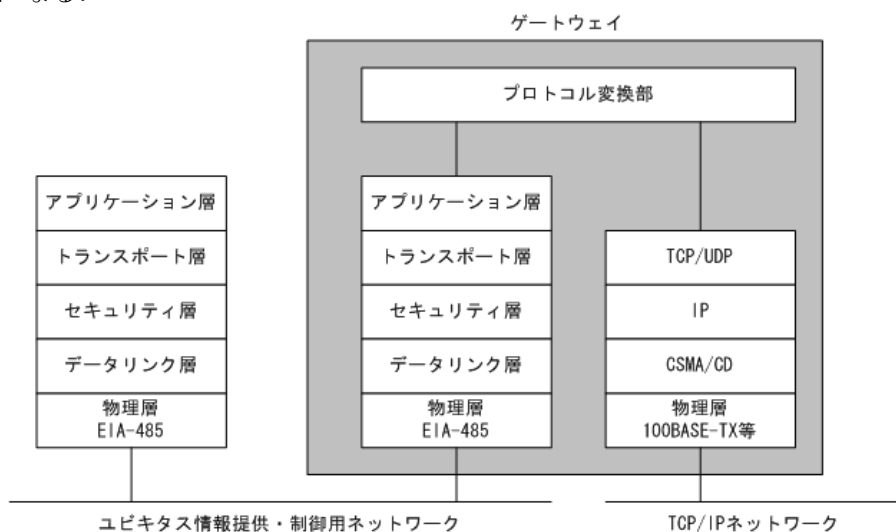 ゲートウェイ
プロトコル変換部
アプリケーション層
トランスポート層
セキュリティ層
データリンク層
物理層
EIA-485
アプリケーション層
トランスポート層
セキュリティ層
データリンク層
物理層
EIA-485
TCP/UDP
IP
CSMA/CD
物理層
100BASE-TX等
ユビキタス情報提供・制御用ネットワーク
TCP/IPネットワーク